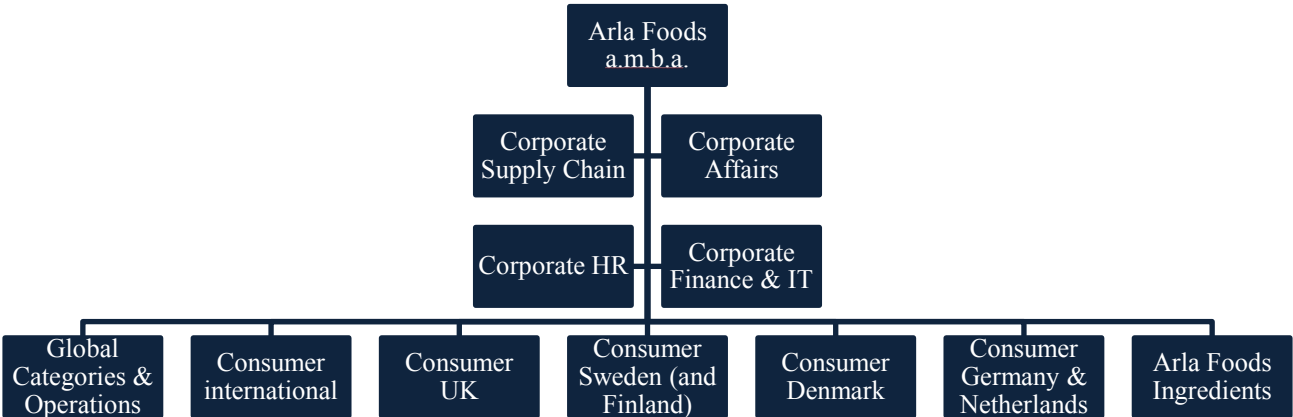 Arla Foods
a.m.b.a.
Corporate
Supply Chain
Corporate
Affairs
Corporate HR
Corporate
Finance & IT
Global
Categories &
Operations
Consumer
international
Consumer
UK
Consumer
Sweden (and
Finland)
Consumer
Denmark
Consumer
Germany &
Netherlands
Arla Foods
Ingredients